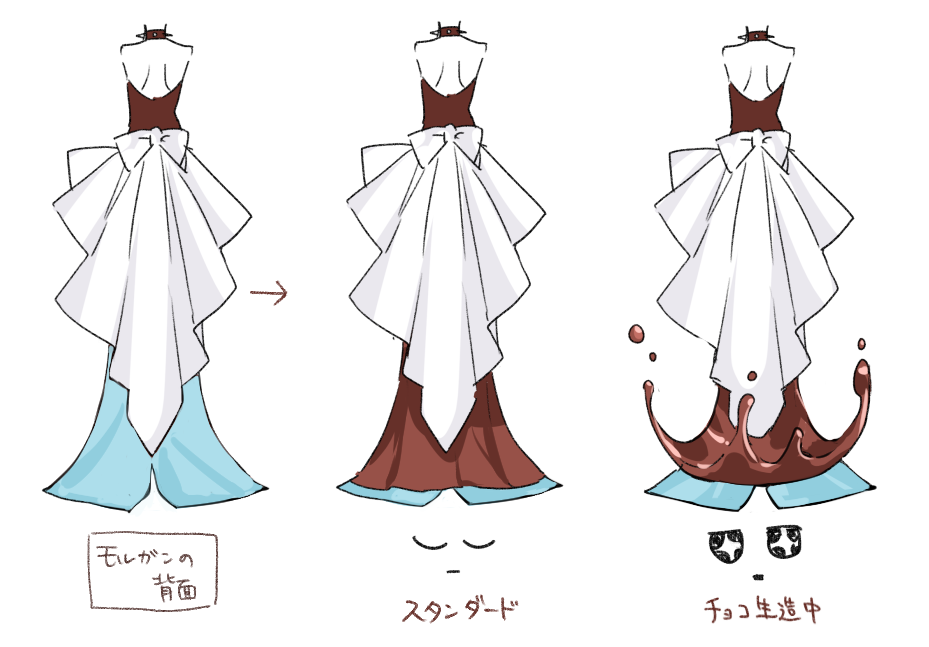 モルガンの
背面
スタンダード
チョコ生造中